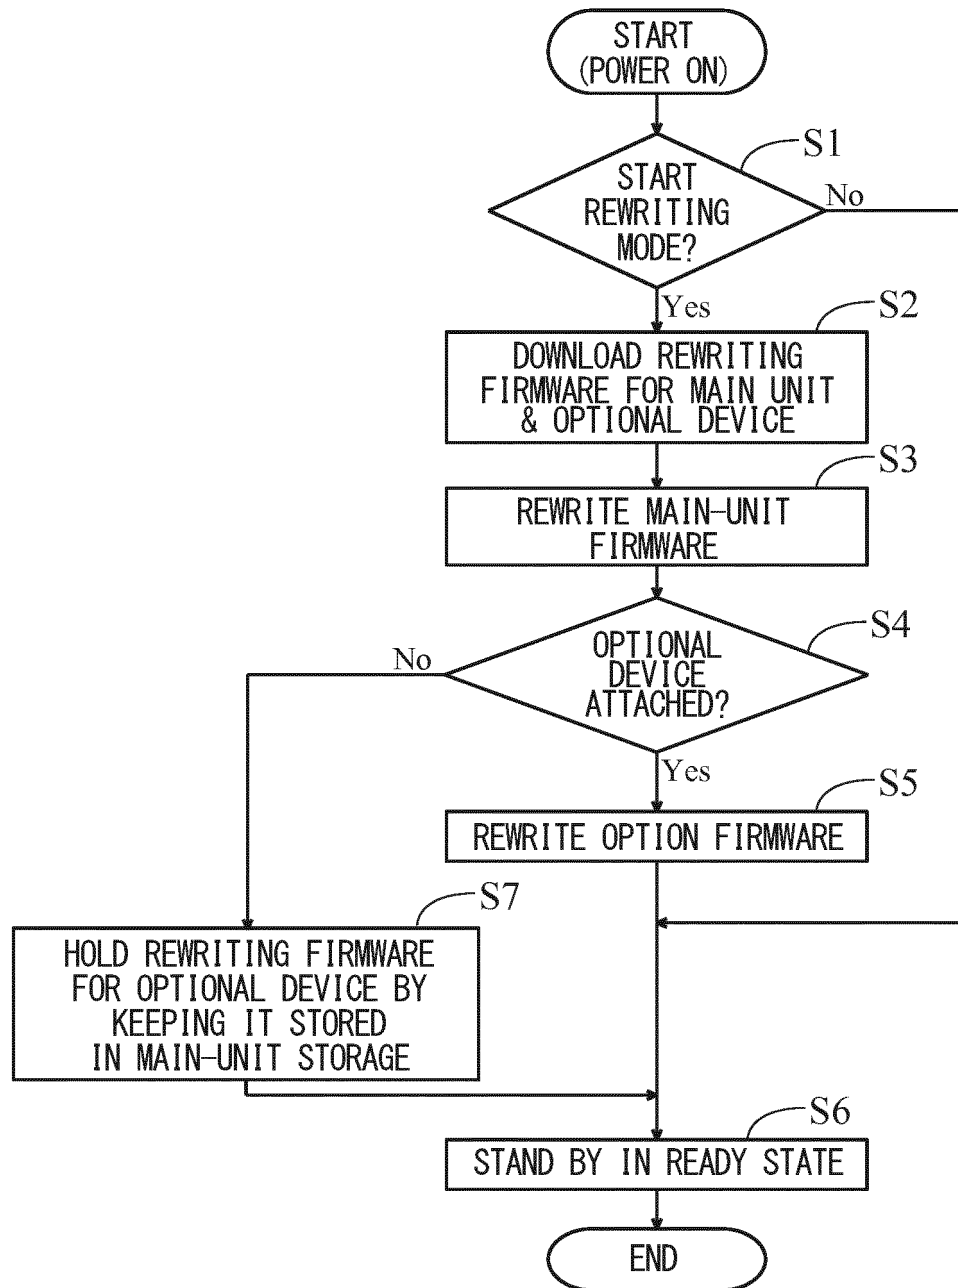 START
(POWER ON)
S1
START
REWRITING
MODE?
No
Yes
S2
DOWNLOAD REWRITING
FIRMWARE FOR MAIN UNIT
& OPTIONAL DEVICE
S3
REWRITE MAIN-UNIT
FIRMWARE
S4
No
OPTIONAL
DEVICE
ATTACHED?
Yes
S5
REWRITE OPTION FIRMWARE
S7
HOLD REWRITING FIRMWARE
FOR OPTIONAL DEVICE BY
KEEPING IT STORED
IN MAIN-UNIT STORAGE
S6
STAND BY IN READY STATE
END